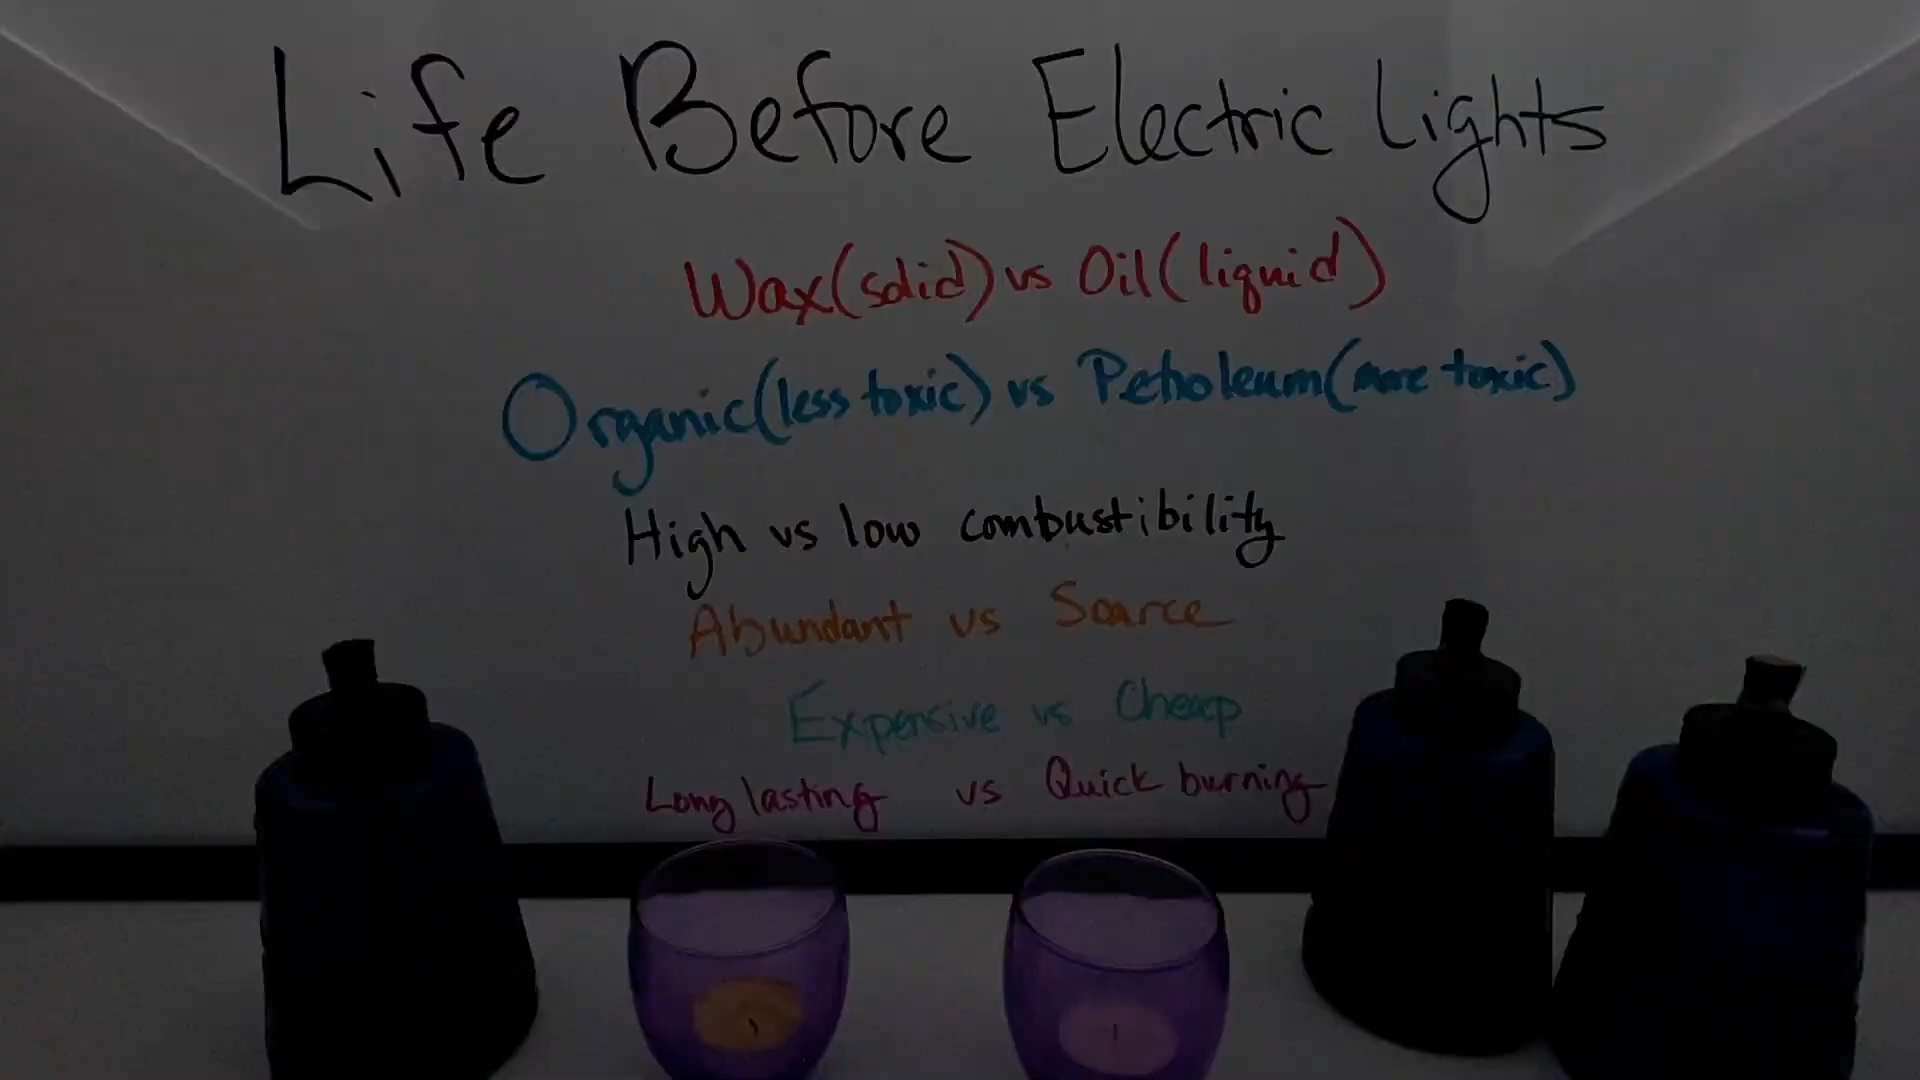 Life Before Electric Lights
Wax(solid) vs Oil(liquid)
Organic(less toxic) vs Petroleum(more toxic)
High vs low combustibility
Abundant vs Scarce
Expensive vs Cheap
Long lasting vs Quick burning